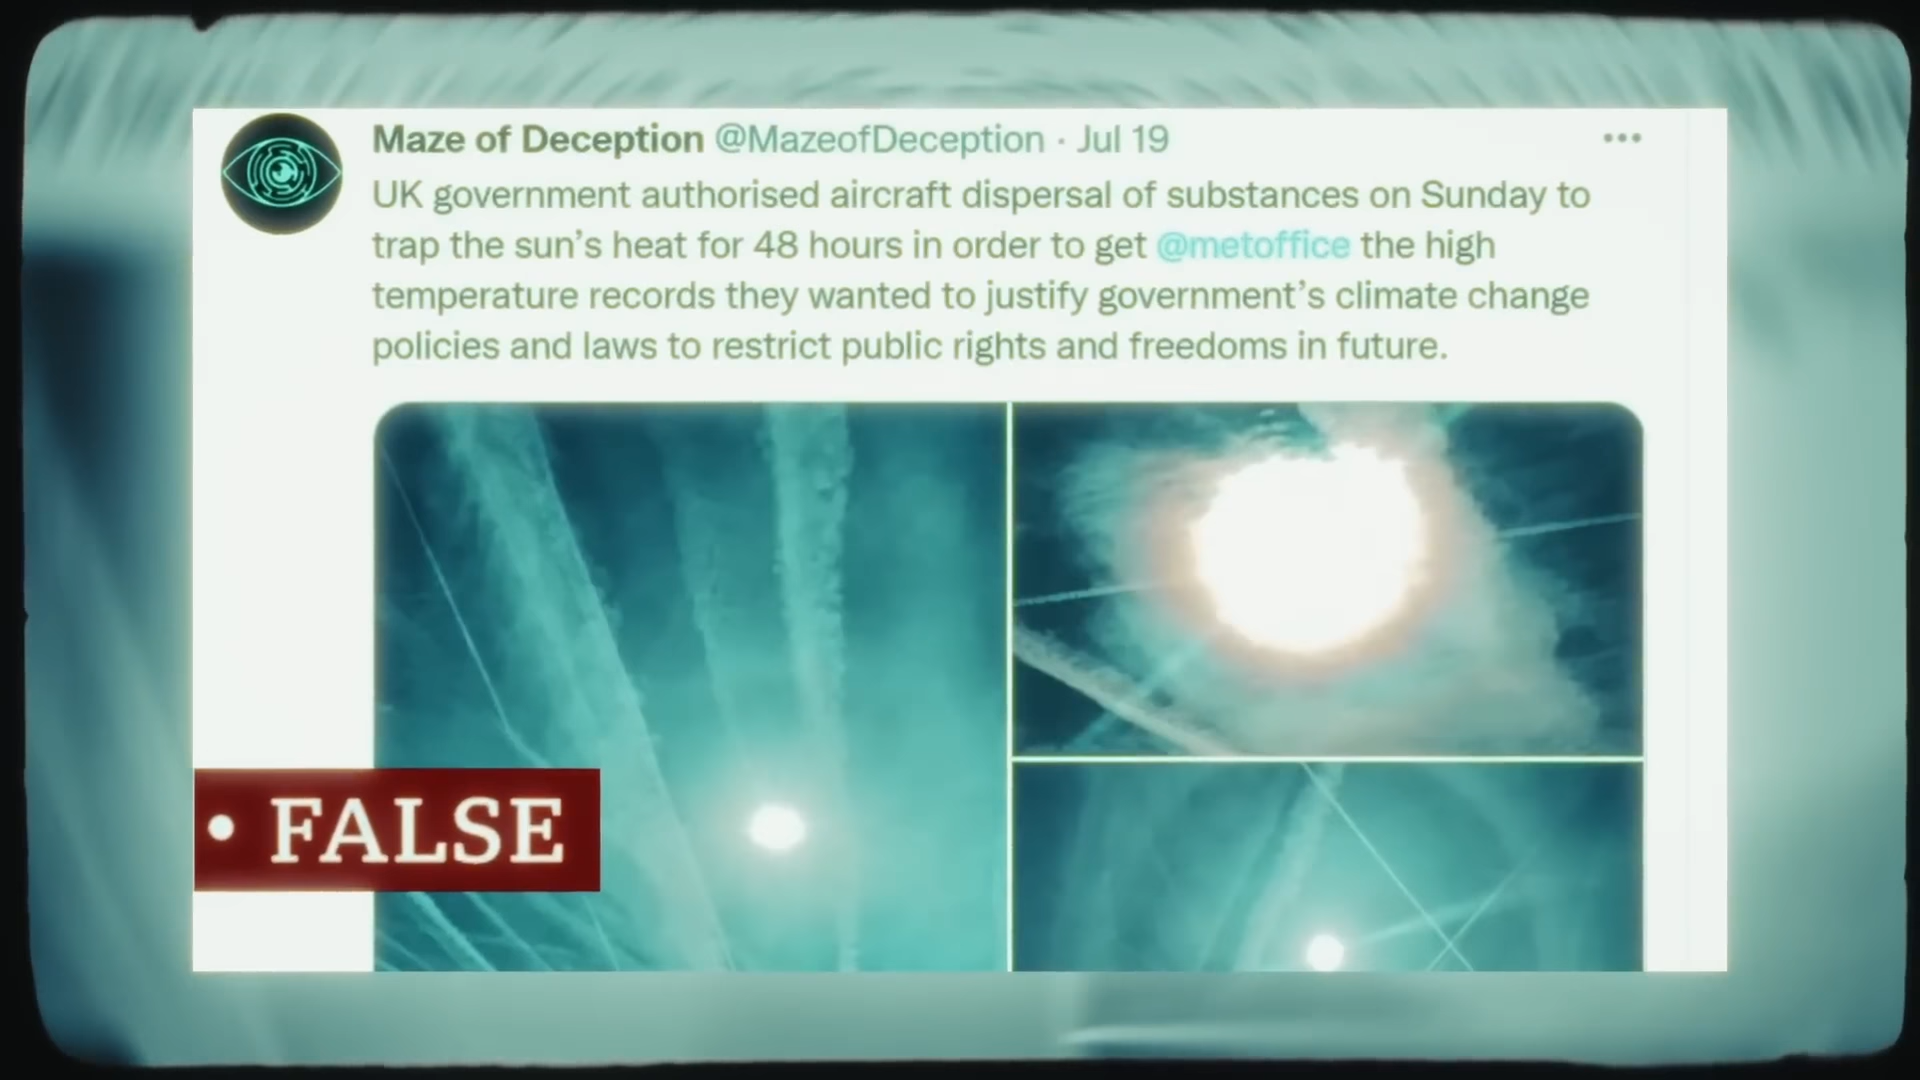 Maze of Deception @MazeofDeception · Jul 19
UK government authorised aircraft dispersal of substances on Sunday to
trap the sun’s heat for 48 hours in order to get @metoffice the high
temperature records they wanted to justify government’s climate change
policies and laws to restrict public rights and freedoms in future.
• FALSE